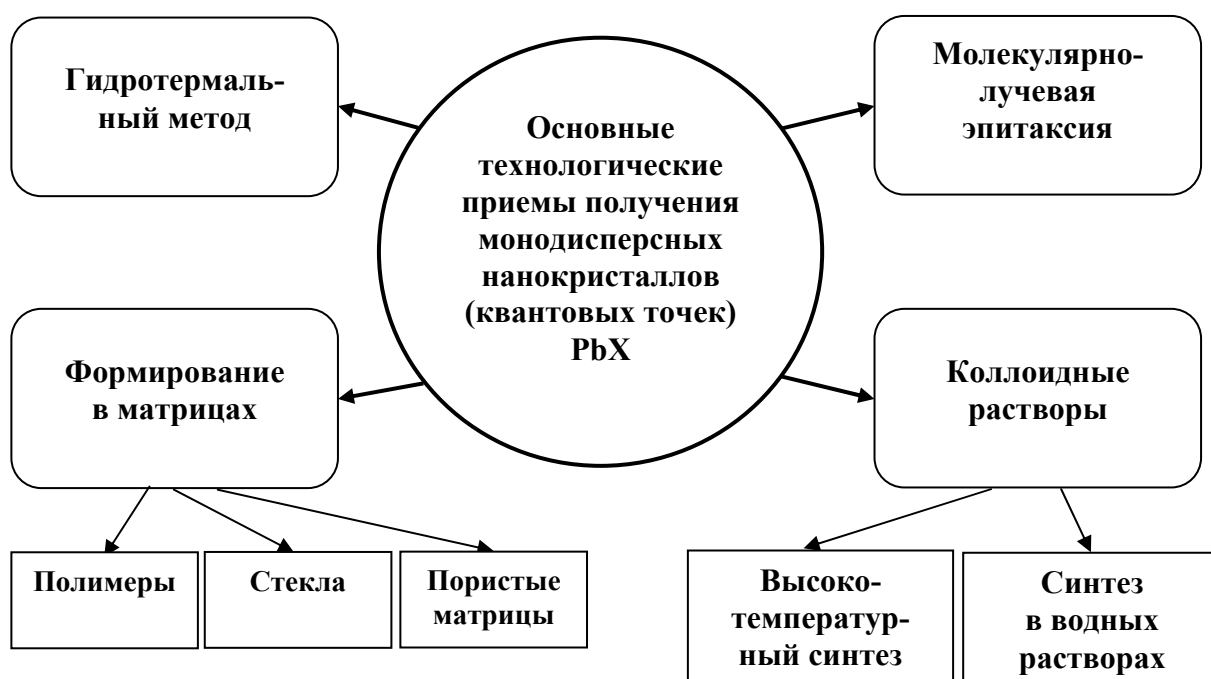 Гидротермаль-
ный метод
Основные
технологические
приемы получения
монодисперсных
нанокристаллов
(квантовых точек)
PbX
Молекулярно-
лучевая
эпитаксия
Формирование
в матрицах
Коллоидные
растворы
Полимеры
Стекла
Пористые
матрицы
Высоко-
температур-
ный синтез
Синтез
в водных
растворах